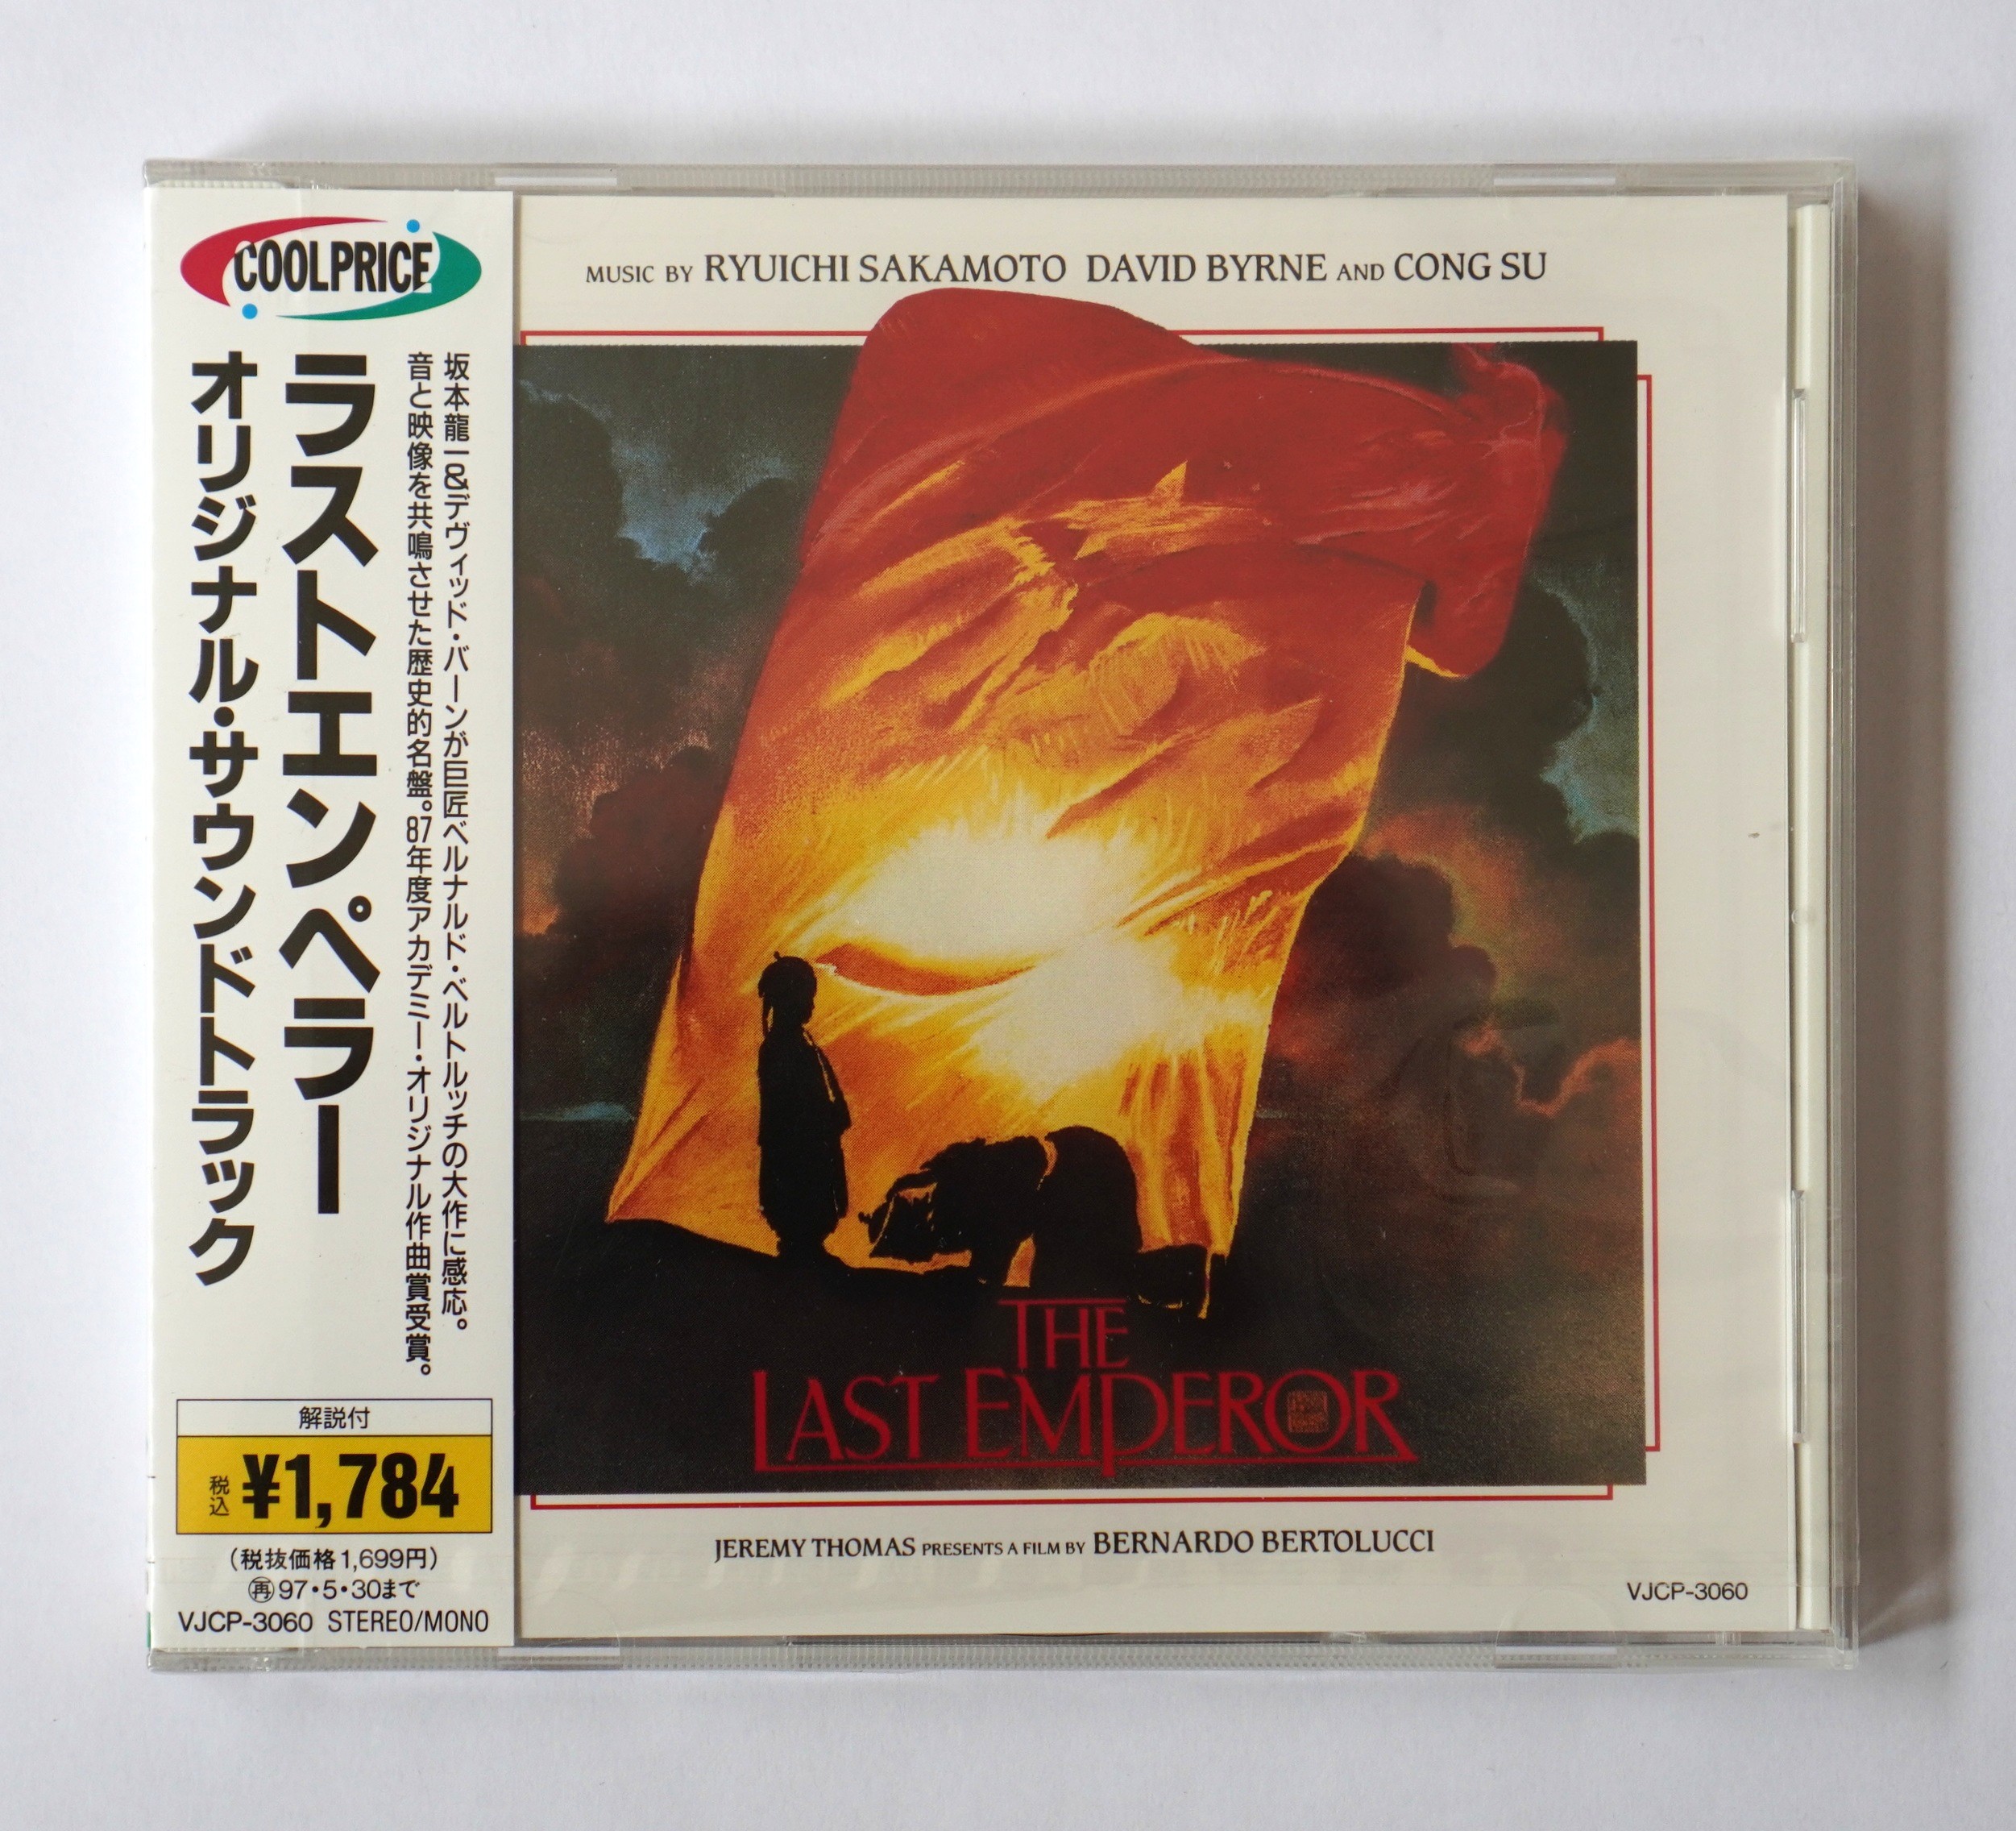 COOLPRICE
坂本龍一&デヴィッド・バーンが巨匠ベルナルド・ベルトルッチの大作に感応。
音と映像を共鳴させた歴史的名盤。87年度アカデミー・オリジナル作曲賞受賞。
ラストエンペラー
オリジナル・サウンドトラック
解説付
税込 ¥1,784
(税抜価格1,699円)
再97・5・30まで
VJCP-3060 STEREO/MONO
MUSIC BY RYUICHI SAKAMOTO DAVID BYRNE AND CONG SU
THE
LAST EMPEROR
JEREMY THOMAS PRESENTS A FILM BY BERNARDO BERTOLUCCI
VJCP-3060